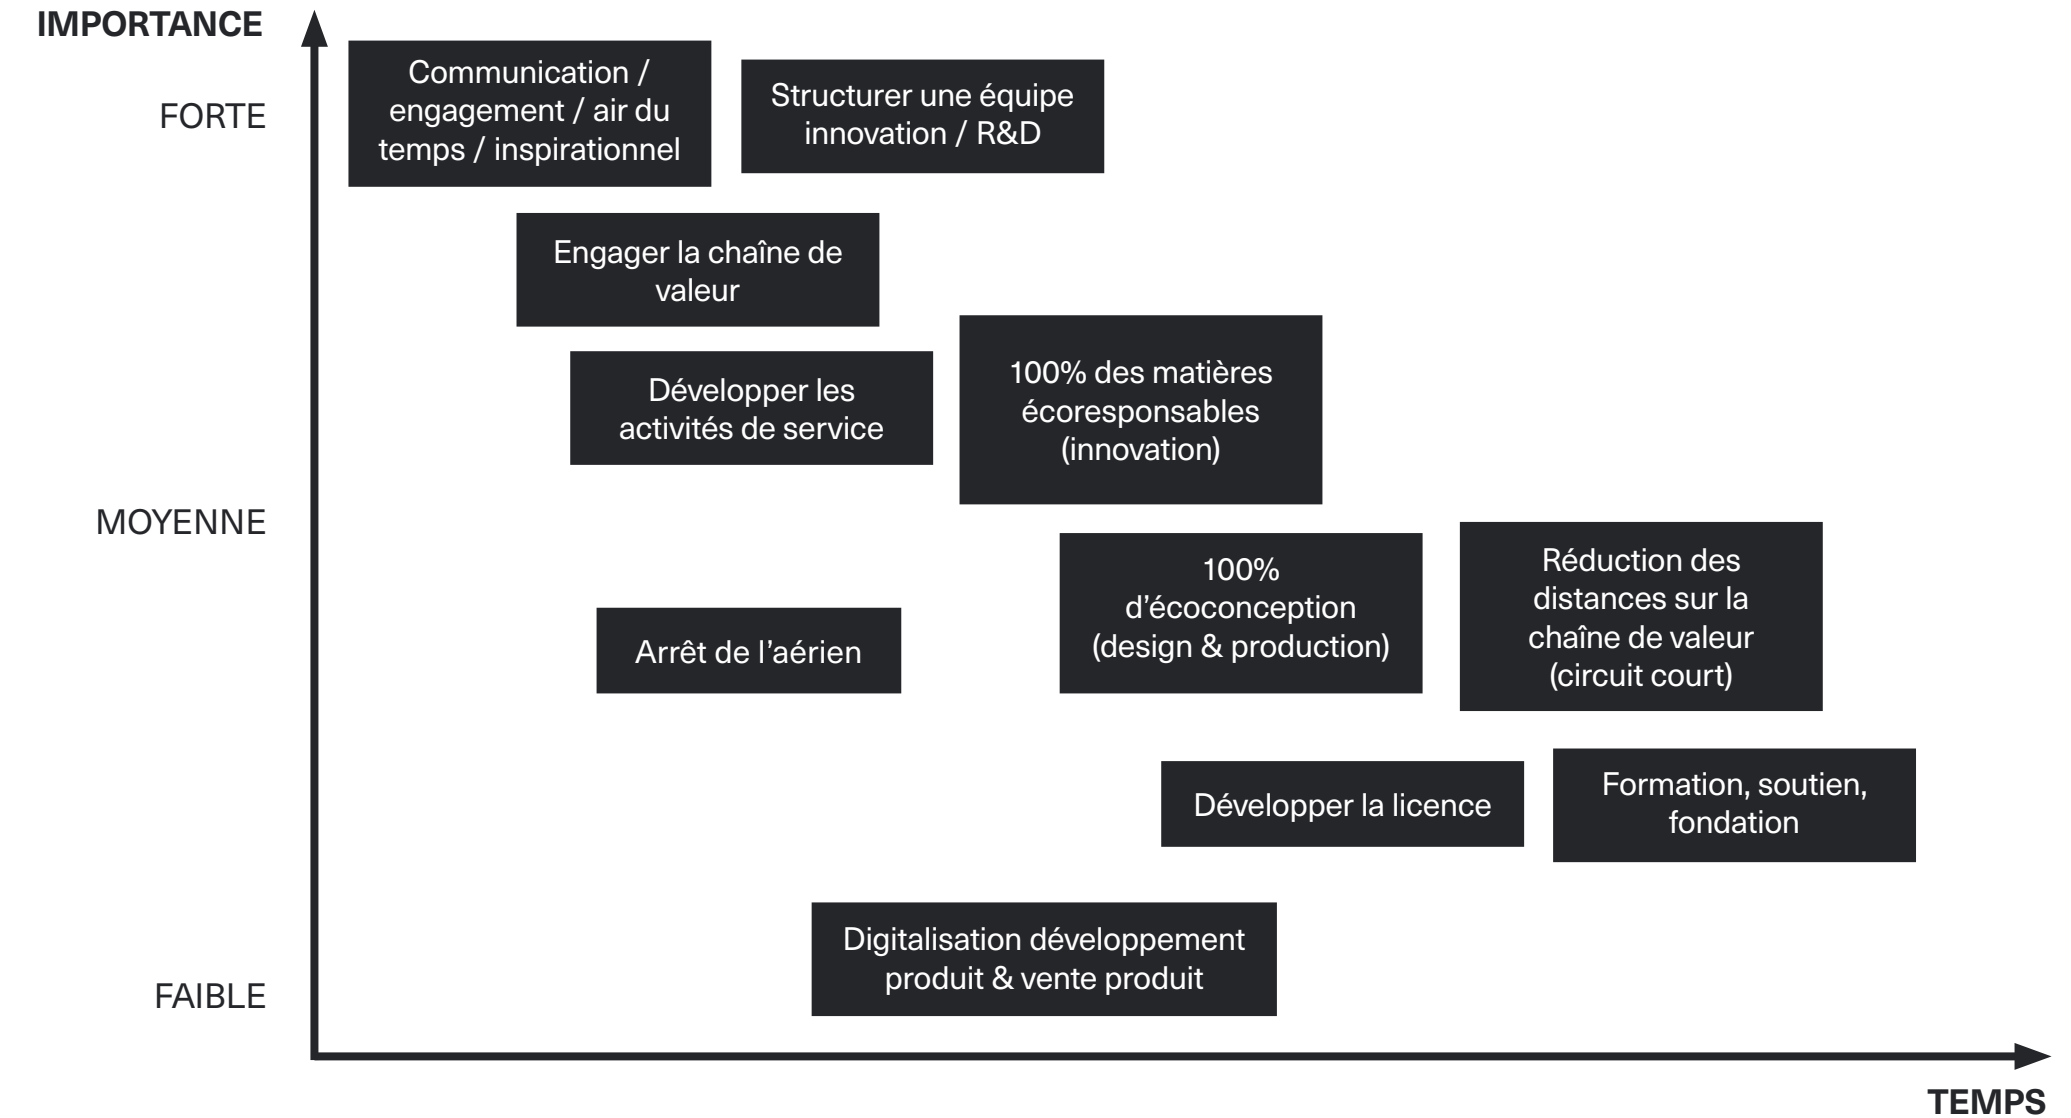 IMPORTANCE
FORTE
Communication /
engagement / air du
temps / inspirationnel
Structurer une équipe
innovation / R&D
Engager la chaîne de
valeur
Développer les
activités de service
100% des matières
écoresponsables
(innovation)
MOYENNE
Arrêt de l’aérien
100%
d’écoconception
(design & production)
Réduction des
distances sur la
chaîne de valeur
(circuit court)
Développer la licence
Formation, soutien,
fondation
Digitalisation développement
produit & vente produit
FAIBLE
TEMPS